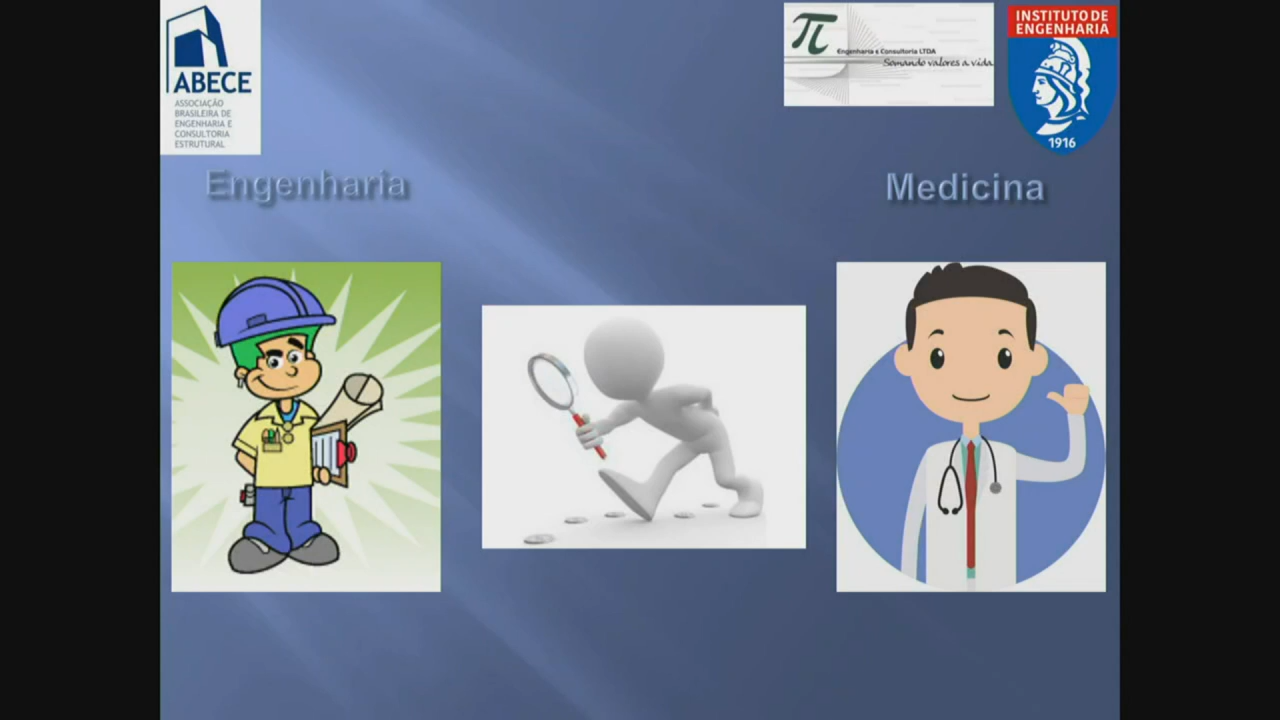 ABECE
ASSOCIAÇÃO
BRASILEIRA DE
ENGENHARIA E
CONSULTORIA
ESTRUTURAL
π
Engenharia e Consultoria LTDA
Somando valores a vida.
INSTITUTO DE
ENGENHARIA
1916
Engenharia
Medicina